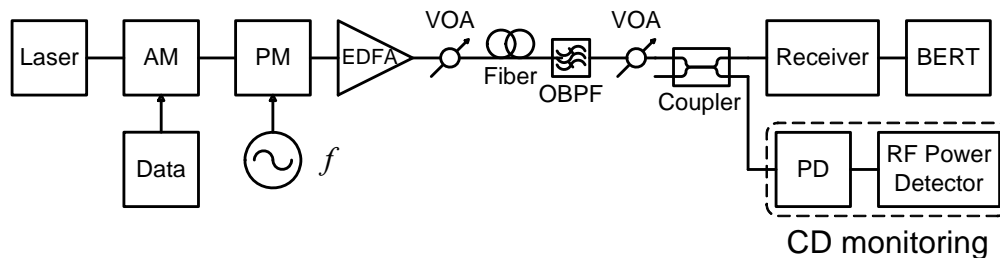 VOA
VOA
Laser
AM
PM
EDFA
Fiber
OBPF
Coupler
Receiver
BERT
Data
f
PD
RF Power
Detector
CD monitoring